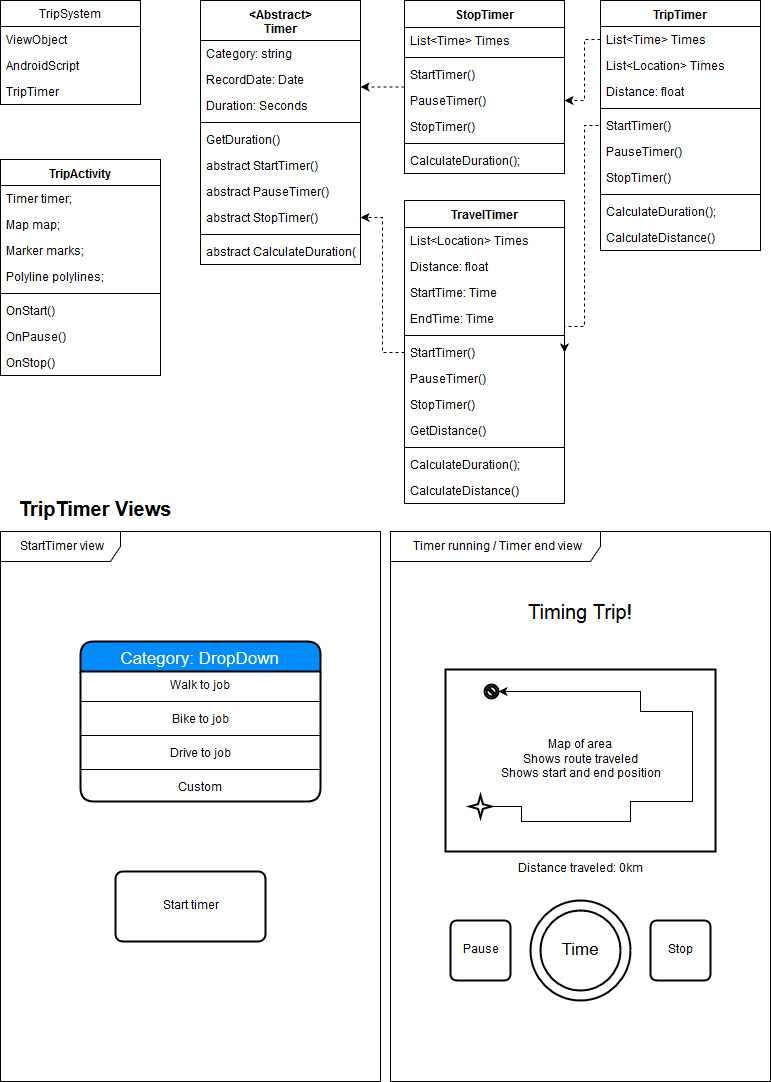 TripSystem
ViewObject
AndroidScript
TripTimer
TripActivity
Timer timer;
Map map;
Marker marks;
Polyline polylines;
OnStart()
OnPause()
OnStop()
<Abstract>
Timer
Category: string
RecordDate: Date
Duration: Seconds
GetDuration()
abstract StartTimer()
abstract PauseTimer()
abstract StopTimer()
abstract CalculateDuration(
StopTimer
List<Time> Times
StartTimer()
PauseTimer()
StopTimer()
CalculateDuration();
TravelTimer
List<Location> Times
Distance: float
StartTime: Time
EndTime: Time
StartTimer()
PauseTimer()
StopTimer()
GetDistance()
CalculateDuration();
CalculateDistance()
TripTimer
List<Time> Times
List<Location> Times
Distance: float
StartTimer()
PauseTimer()
StopTimer()
CalculateDuration();
CalculateDistance()
TripTimer Views
StartTimer view
Category: DropDown
Walk to job
Bike to job
Drive to job
Custom
Start timer
Timer running / Timer end view
Timing Trip!
Map of area
Shows route traveled
Shows start and end position
Distance traveled: 0km
Pause
Time
Stop